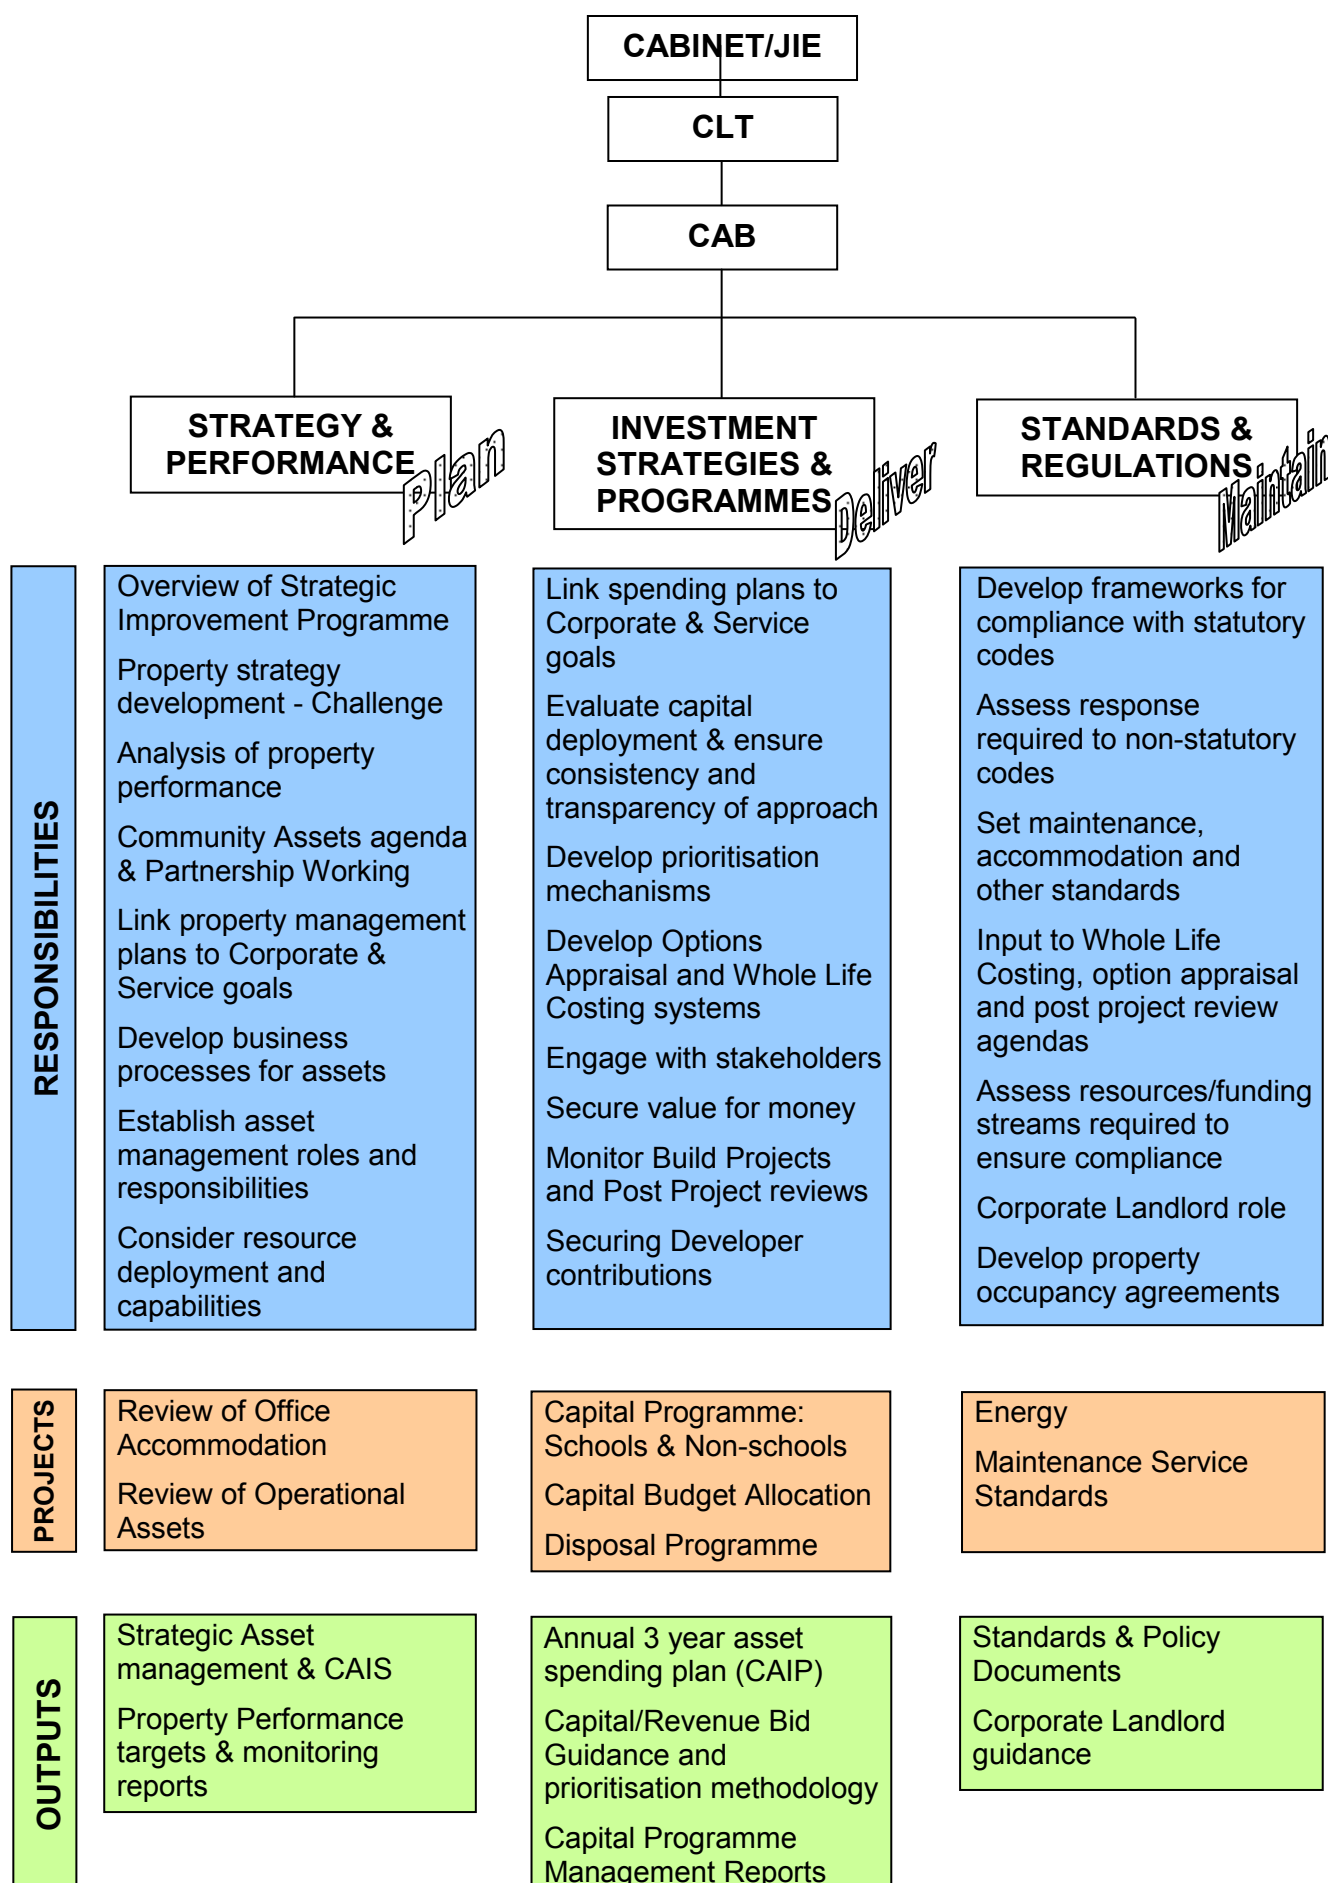 CABINET/JIE
CLT
CAB
STRATEGY &
PERFORMANCE
Plan
INVESTMENT
STRATEGIES &
PROGRAMMES
Deliver
STANDARDS &
REGULATIONS
Maintain
RESPONSIBILITIES
Overview of Strategic
Improvement Programme
Property strategy
development - Challenge
Analysis of property
performance
Community Assets agenda
& Partnership Working
Link property management
plans to Corporate &
Service goals
Develop business
processes for assets
Establish asset
management roles and
responsibilities
Consider resource
deployment and
capabilities
Link spending plans to
Corporate & Service
goals
Evaluate capital
deployment & ensure
consistency and
transparency of approach
Develop prioritisation
mechanisms
Develop Options
Appraisal and Whole Life
Costing systems
Engage with stakeholders
Secure value for money
Monitor Build Projects
and Post Project reviews
Securing Developer
contributions
Develop frameworks for
compliance with statutory
codes
Assess response
required to non-statutory
codes
Set maintenance,
accommodation and
other standards
Input to Whole Life
Costing, option appraisal
and post project review
agendas
Assess resources/funding
streams required to
ensure compliance
Corporate Landlord role
Develop property
occupancy agreements
PROJECTS
Review of Office
Accommodation
Review of Operational
Assets
Capital Programme:
Schools & Non-schools
Capital Budget Allocation
Disposal Programme
Energy
Maintenance Service
Standards
OUTPUTS
Strategic Asset
management & CAIS
Property Performance
targets & monitoring
reports
Annual 3 year asset
spending plan (CAIP)
Capital/Revenue Bid
Guidance and
prioritisation methodology
Capital Programme
Management Reports
Standards & Policy
Documents
Corporate Landlord
guidance